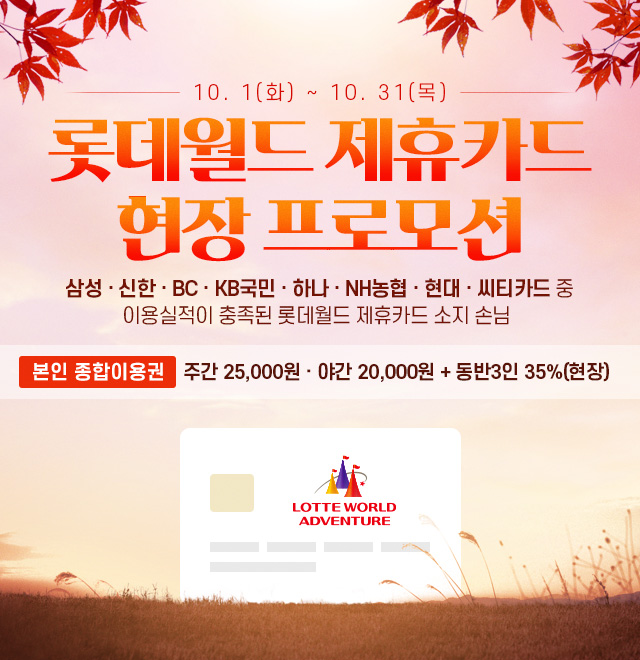 10. 1(화) ~ 10. 31(목)
롯데월드 제휴카드
현장 프로모션
삼성 · 신한 · BC · KB국민 · 하나 · NH농협 · 현대 · 씨티카드 중
이용실적이 충족된 롯데월드 제휴카드 소지 손님
본인 종합이용권 주간 25,000원 · 야간 20,000원 + 동반3인 35%(현장)
LOTTE WORLD
ADVENTURE